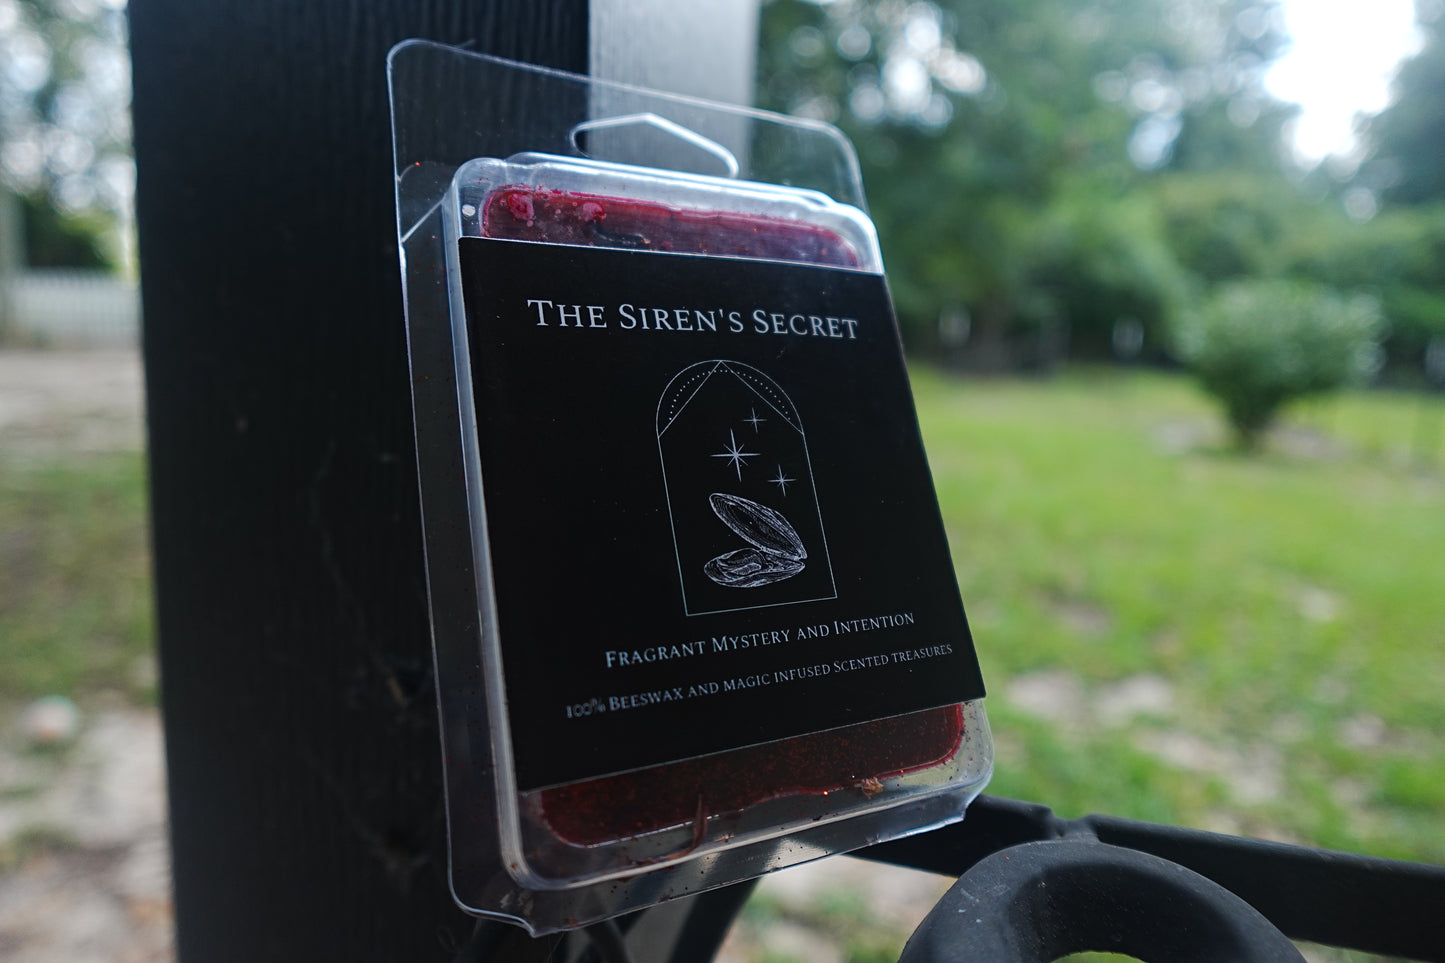 The Siren's Secret
Fragrant Mystery and Intention
100% Beeswax and magic infused Scented Treasures